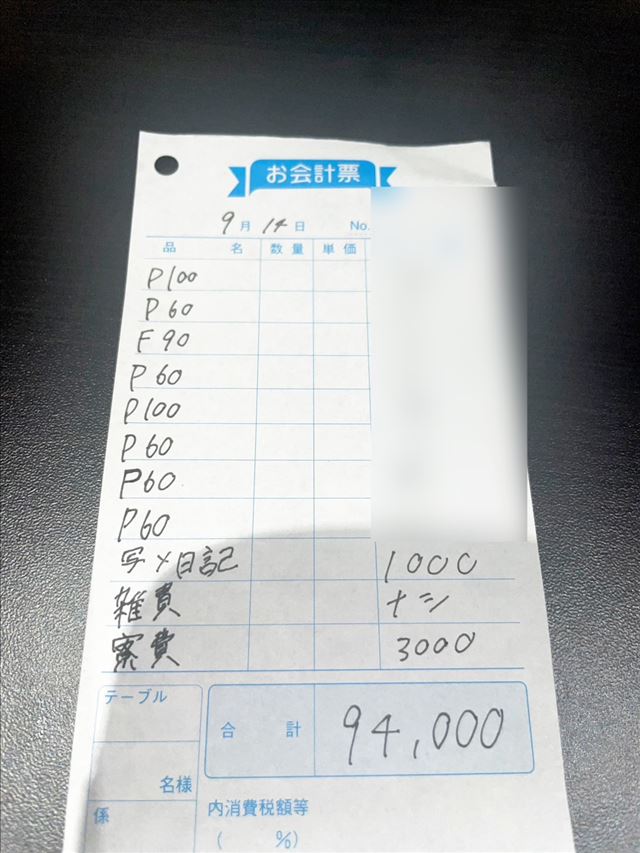 お会計票
9月14日 No.
品名 数量 単価
P100
P60
F90
P60
P100
P60
P60
P60
写メ日記 1000
雑費 ナシ
寮費 3000
テーブル
合計 94,000
名様
係
内消費税額等
( %)